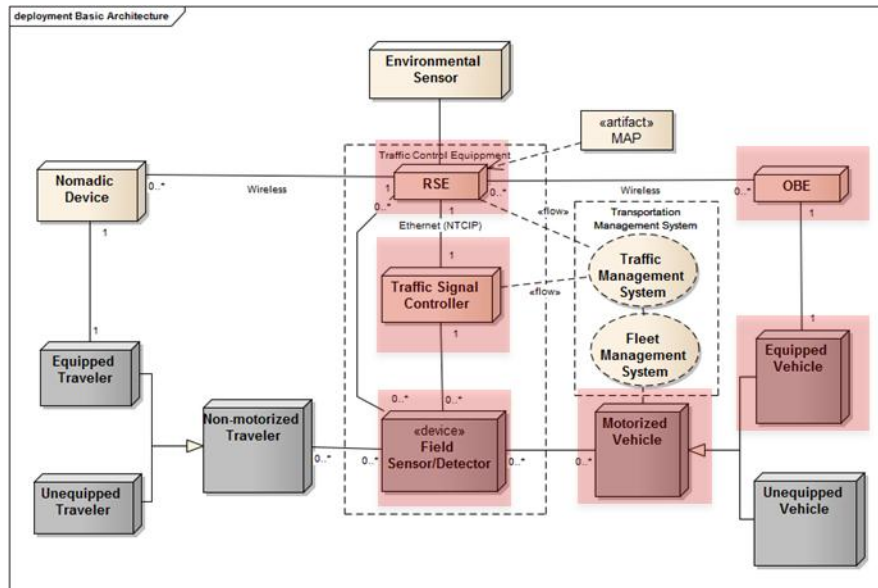 deployment Basic Architecture
Environmental
Sensor
«artifact»
MAP
Traffic Control Equippment
Nomadic
Device
0..*
Wireless
1
RSE
0..*
0..*
Wireless
0..*
OBE
1
1
1
Ethernet (NTCIP)
«flow»
Transportation
Management System
Traffic
Management
System
1
Traffic Signal
Controller
«flow»
1
Fleet
Management
System
1
1
Equipped
Traveler
Equipped
Vehicle
0..*
0..*
Non-motorized
Traveler
«device»
Field
Sensor/Detector
Motorized
Vehicle
0..*
0..*
0..*
0..*
Unequipped
Traveler
Unequipped
Vehicle